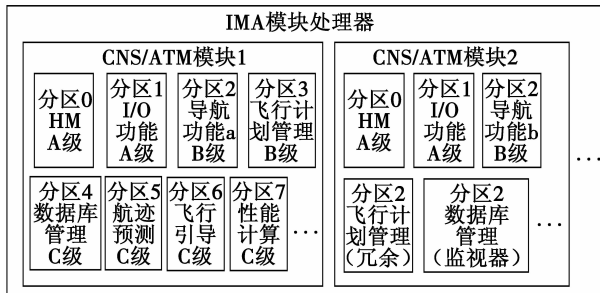 IMA模块处理器
CNS/ATM模块1
分区0
HM
A级
分区1
I/O
功能
A级
分区2
导航
功能a
B级
分区3
飞行计
划管理
B级
分区4
数据库
管理
C级
分区5
航迹
预测
C级
分区6
飞行
引导
C级
分区7
性能
计算
C级
…
CNS/ATM模块2
分区0
HM
A级
分区1
I/O
功能
A级
分区2
导航
功能b
B级
分区2
飞行计
划管理
(冗余)
分区2
数据库
管理
(监视器)
…
…